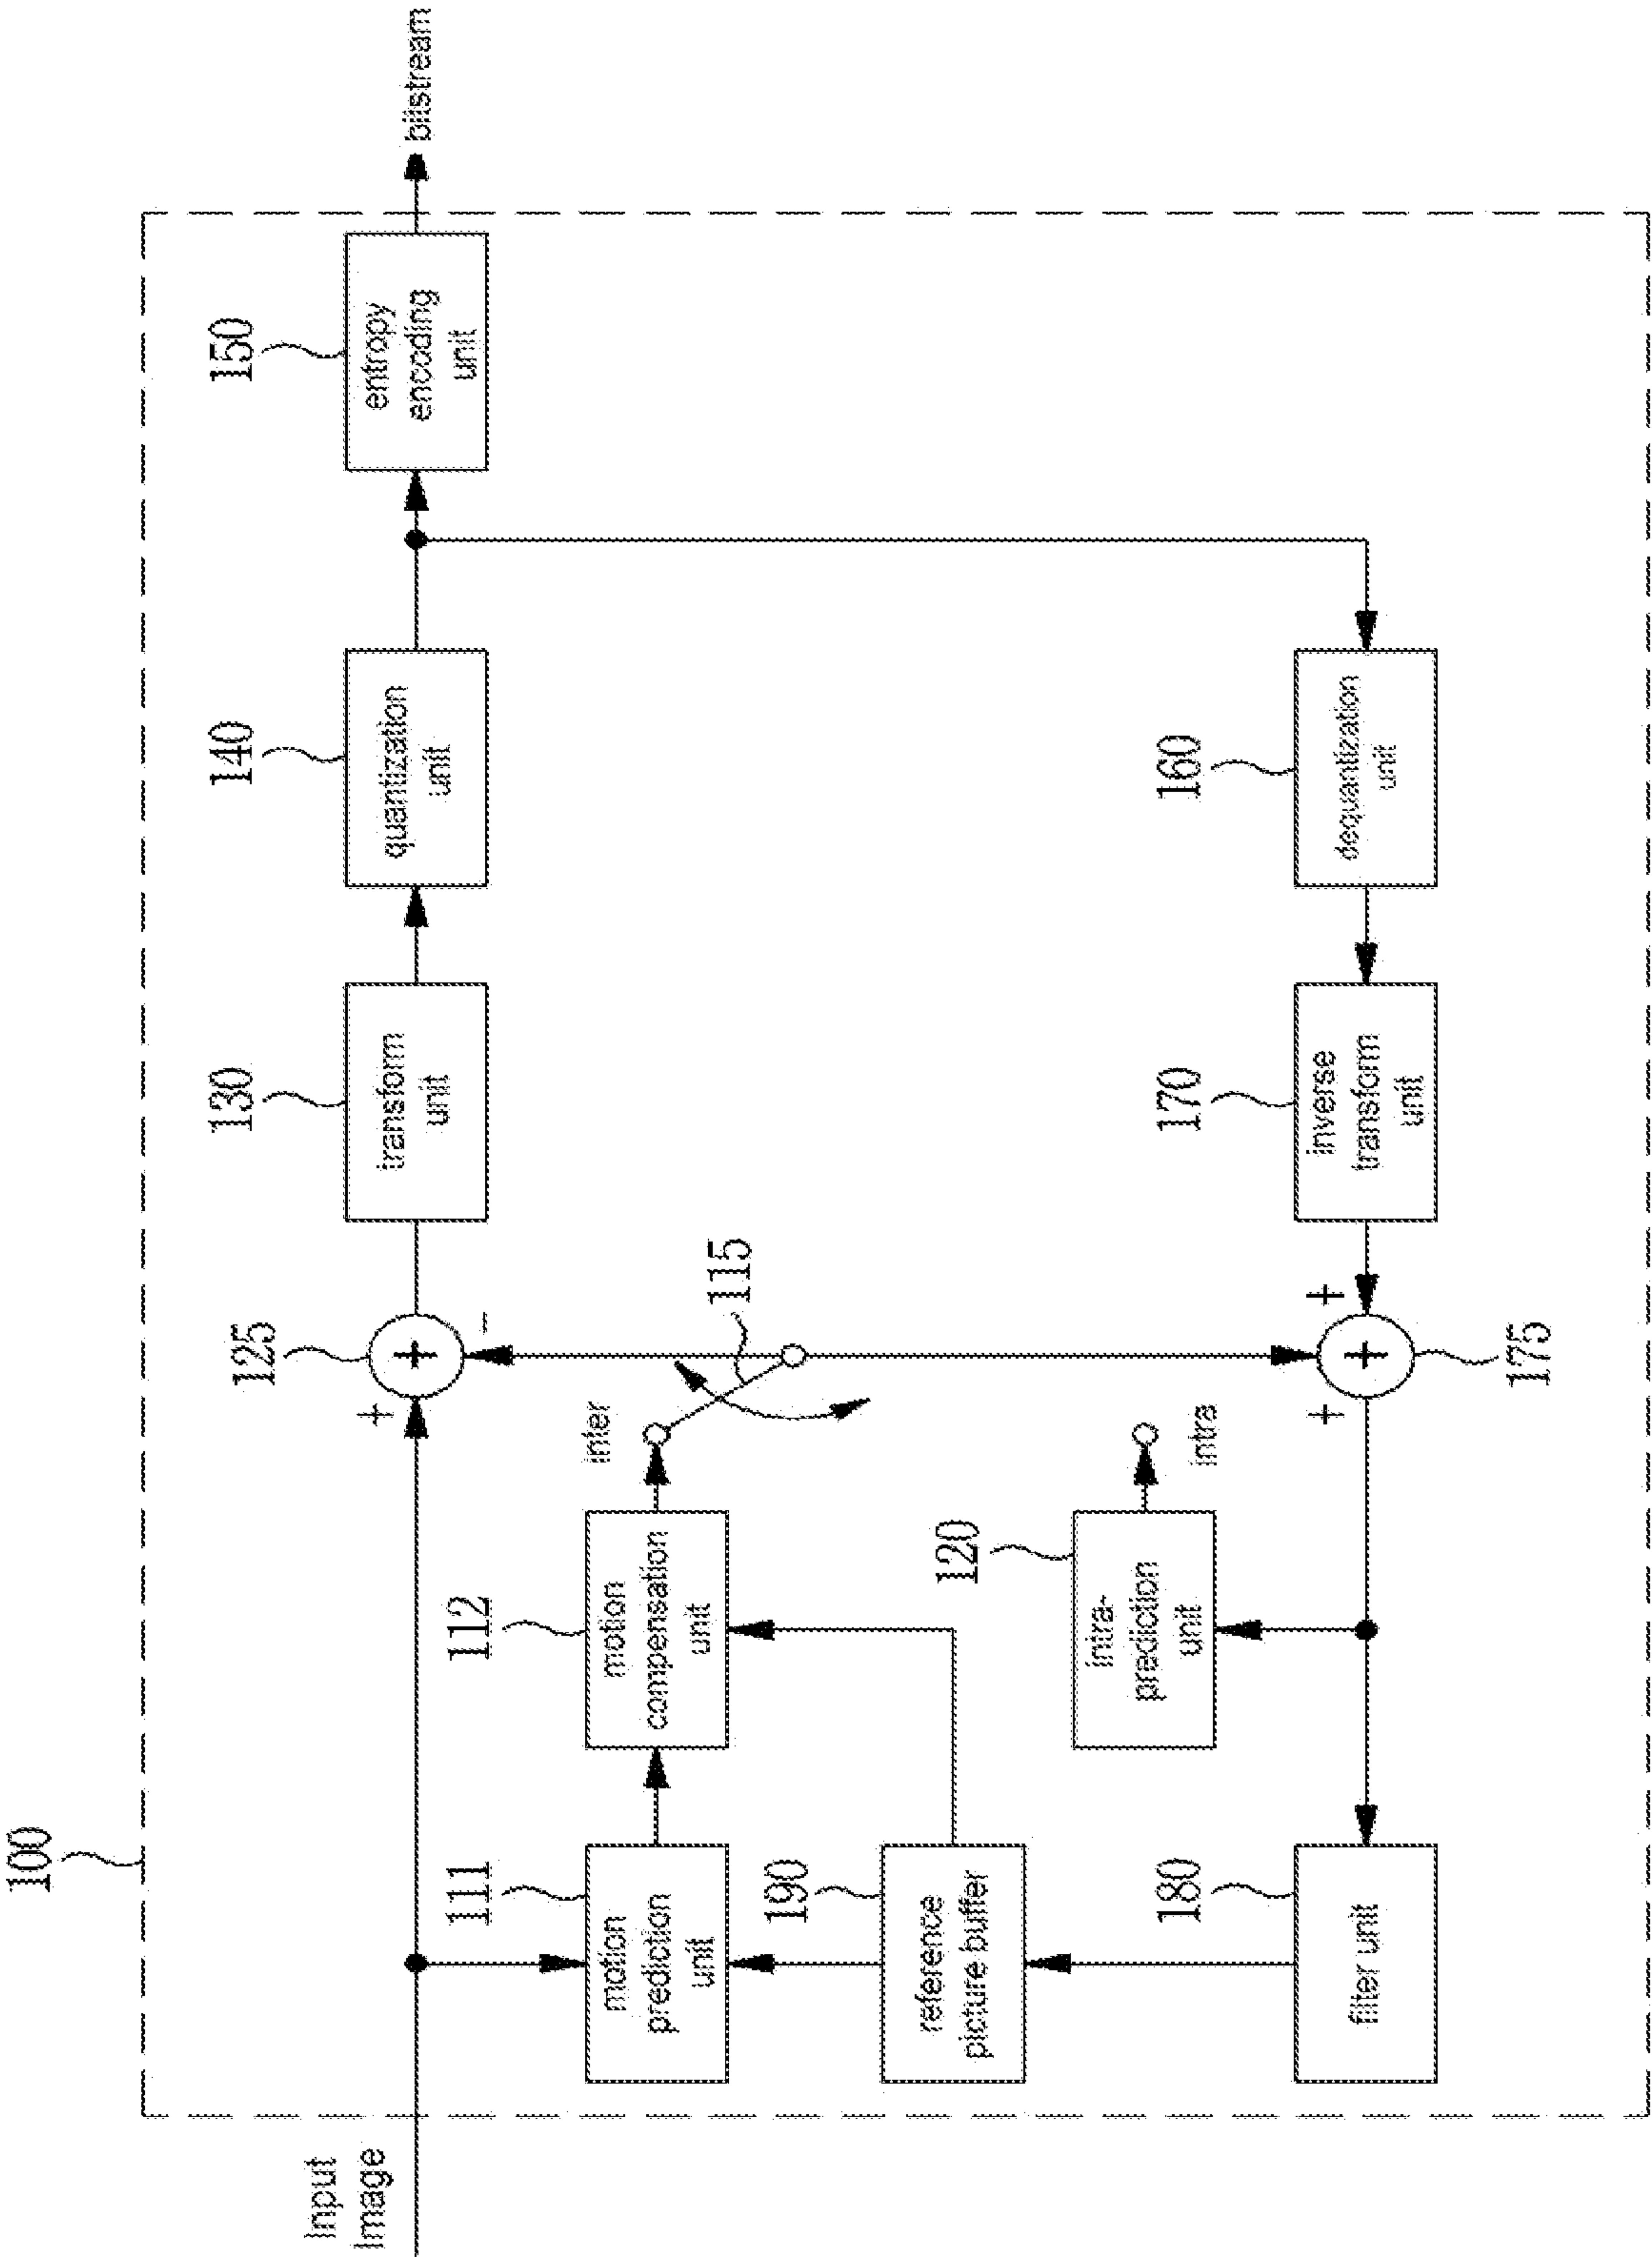 100
Input
Image
125
+
+
-
130
transform
unit
140
quantization
unit
150
entropy
encoding
unit
bitstream
111
motion
prediction
unit
112
motion
compensation
unit
inter
115
190
reference
picture buffer
120
intra-
prediction
unit
intra
180
filter unit
+
+
+
175
170
inverse
transform
unit
160
dequantization
unit